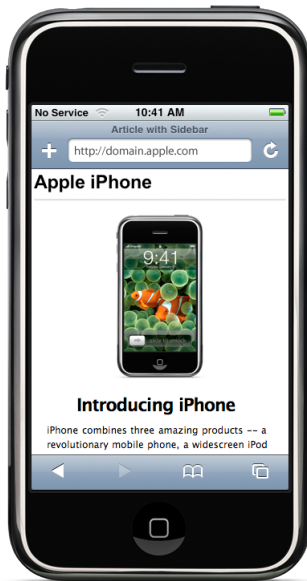 No Service 10:41 AM
Article with Sidebar
http://domain.apple.com
Apple iPhone
9:41
Introducing iPhone
iPhone combines three amazing products -- a
revolutionary mobile phone, a widescreen iPod